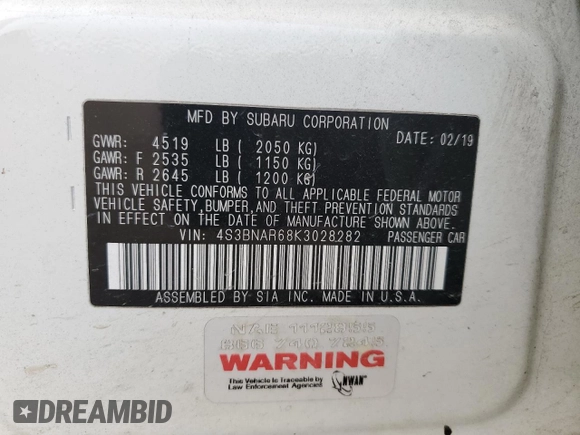 MFD BY SUBARU CORPORATION
GVWR: 4519 LB ( 2050 KG) DATE: 02/19
GAWR: F 2535 LB ( 1150 KG)
GAWR: R 2645 LB ( 1200 KG)
THIS VEHICLE CONFORMS TO ALL APPLICABLE FEDERAL MOTOR
VEHICLE SAFETY, BUMPER, AND THEFT PREVENTION STANDARDS
IN EFFECT ON THE DATE OF MANUFACTURE SHOWN ABOVE.
VIN: 4S3BNAR68K3028282 PASSENGER CAR
ASSEMBLED BY SIA INC. MADE IN U.S.A.
WARNING
This Vehicle is Traceable by
Law Enforcement Agencies!
NWAN
DREAMBID